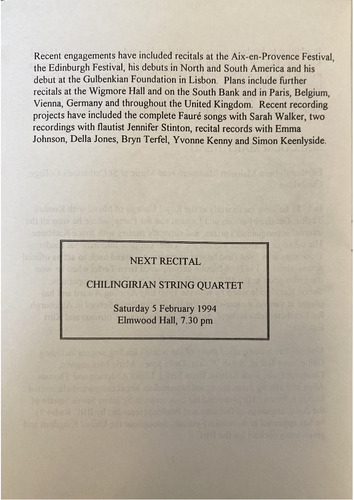 Recent engagements have included recitals at the Aix-en-Provence Festival,
the Edinburgh Festival, his debuts in North and South America and his
debut at the Gulbenkian Foundation in Lisbon. Plans include further
recitals at the Wigmore Hall and on the South Bank and in Paris, Belgium,
Vienna, Germany and throughout the United Kingdom. Recent recording
projects have included the complete Fauré songs with Sarah Walker, two
recordings with flautist Jennifer Stinton, recital records with Emma
Johnson, Della Jones, Bryn Terfel, Yvonne Kenny and Simon Keenlyside.
NEXT RECITAL
CHILINGIRIAN STRING QUARTET
Saturday 5 February 1994
Elmwood Hall, 7.30 pm